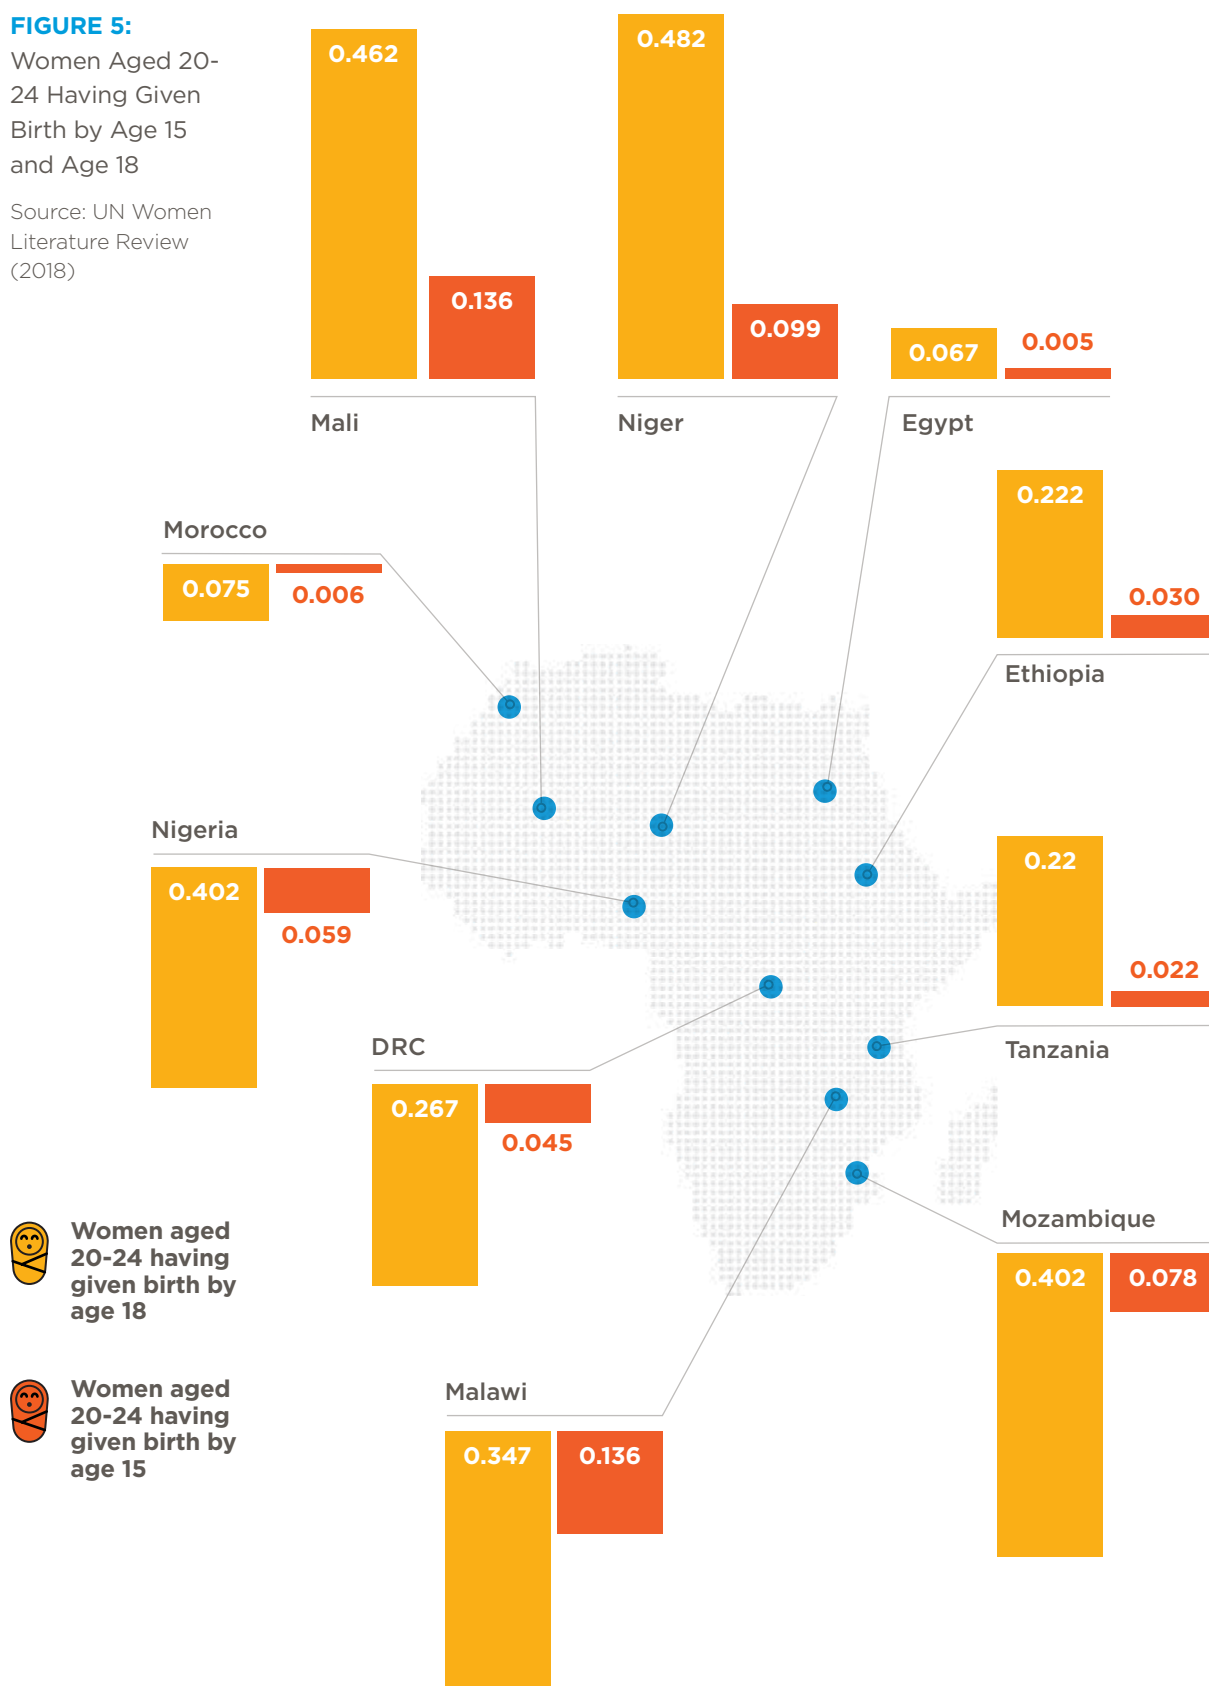 FIGURE 5:
Women Aged 20-
24 Having Given
Birth by Age 15
and Age 18
Source: UN Women
Literature Review
(2018)
0.462
0.136
Mali
0.482
0.099
Niger
0.067
0.005
Egypt
0.222
0.030
Ethiopia
Morocco
0.075
0.006
Nigeria
0.402
0.059
0.22
0.022
Tanzania
DRC
0.267
0.045
Mozambique
0.402
0.078
Women aged
20-24 having
given birth by
age 18
Women aged
20-24 having
given birth by
age 15
Malawi
0.347
0.136